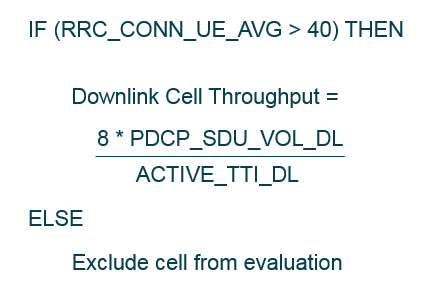 IF (RRC_CONN_UE_AVG > 40) THEN
Downlink Cell Throughput =
8 * PDCP_SDU_VOL_DL
ACTIVE_TTI_DL
ELSE
Exclude cell from evaluation